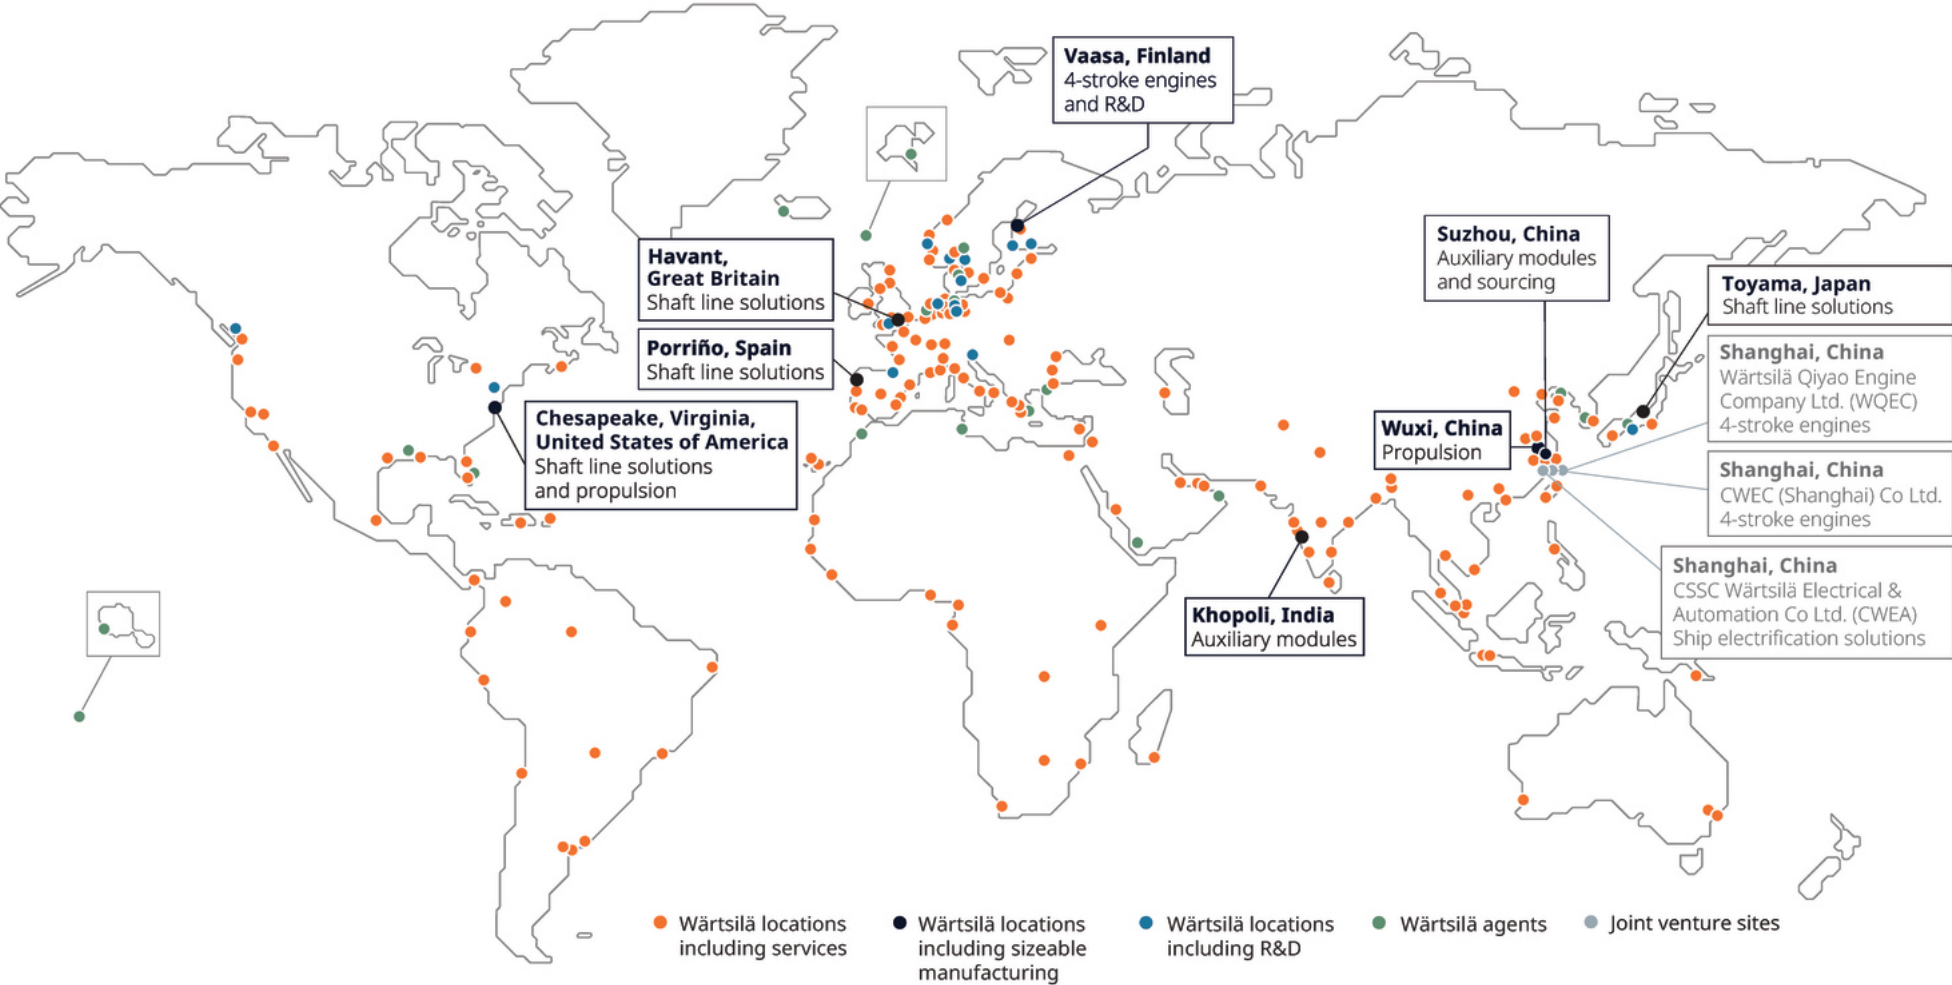 Vaasa, Finland
4-stroke engines
and R&D
Havant,
Great Britain
Shaft line solutions
Porriño, Spain
Shaft line solutions
Chesapeake, Virginia,
United States of America
Shaft line solutions
and propulsion
Suzhou, China
Auxiliary modules
and sourcing
Toyama, Japan
Shaft line solutions
Shanghai, China
Wärtsilä Qiyao Engine
Company Ltd. (WQEC)
4-stroke engines
Wuxi, China
Propulsion
Shanghai, China
CWEC (Shanghai) Co Ltd.
4-stroke engines
Shanghai, China
CSSC Wärtsilä Electrical &
Automation Co Ltd. (CWEA)
Ship electrification solutions
Khopoli, India
Auxiliary modules
Wärtsilä locations
including services
Wärtsilä locations
including sizeable
manufacturing
Wärtsilä locations
including R&D
Wärtsilä agents
Joint venture sites